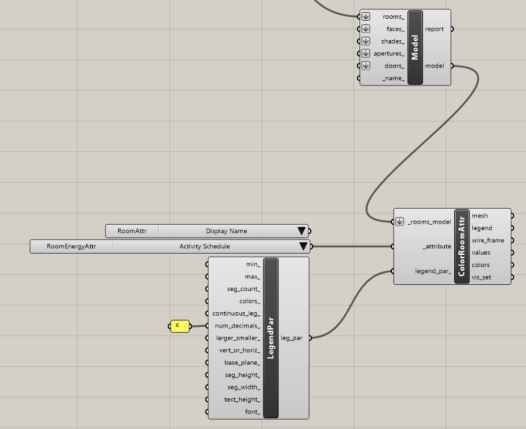 rooms_
faces_
shades_
apertures_
doors_
_name_
Model
report
model
RoomAttr Display Name
RoomEnergyAttr Activity Schedule
_rooms_model
_attribute
legend_par_
ColorRoomAttr
mesh
legend
wire_frame
values
colors
vis_set
6
min_
max_
seg_count_
colors_
continuous_leg_
num_decimals_
larger_smaller_
vert_or_horiz_
base_plane_
seg_height_
seg_width_
text_height_
font_
LegendPar
leg_par